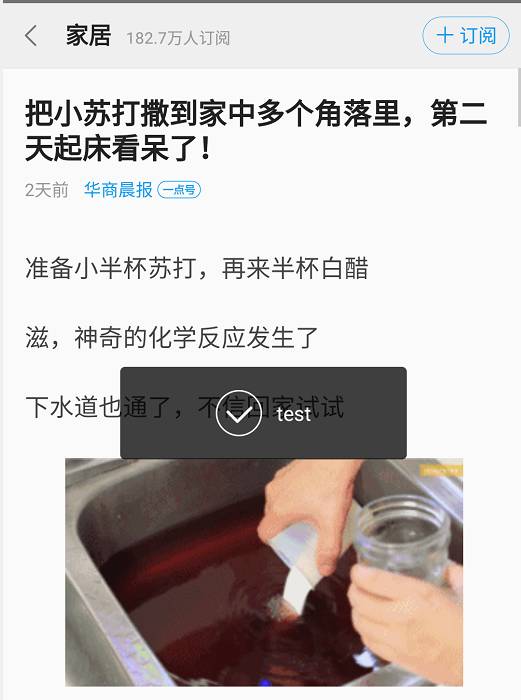 家居 182.7万人订阅 + 订阅
把小苏打撒到家中多个角落里，第二
天起床看呆了！
2天前 华商晨报 一点号
准备小半杯苏打，再来半杯白醋
滋，神奇的化学反应发生了
下水道也通了，不信回家试试
test